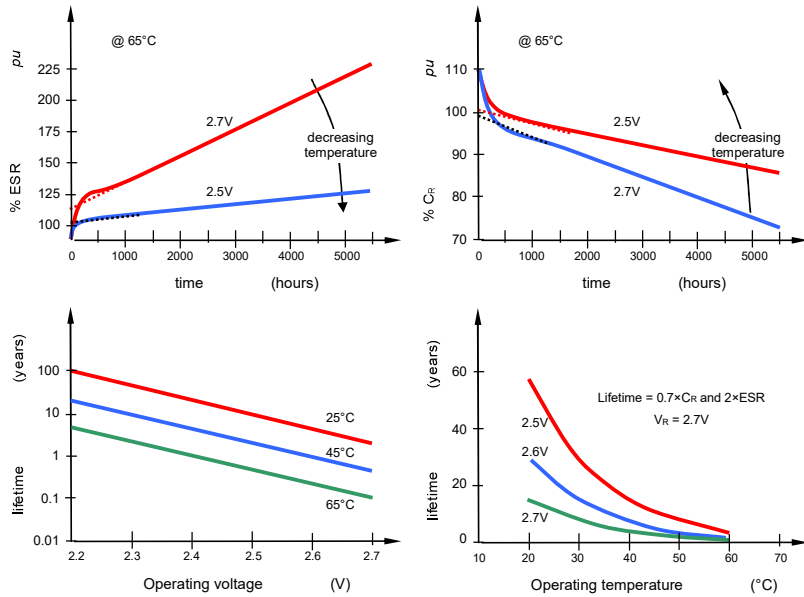 pu
@ 65°C
225
200
175
150
125
100
% ESR
2.7V
2.5V
decreasing
temperature
0 1000 2000 3000 4000 5000
time (hours)
pu
@ 65°C
110
100
90
80
70
% CR
2.5V
2.7V
decreasing
temperature
0 1000 2000 3000 4000 5000
time (hours)
(years)
100
10
1
0.1
0.01
lifetime
25°C
45°C
65°C
2.2 2.3 2.4 2.5 2.6 2.7
Operating voltage (V)
(years)
60
40
20
0
lifetime
Lifetime = 0.7×CR and 2×ESR
VR = 2.7V
2.5V
2.6V
2.7V
10 20 30 40 50 60 70
Operating temperature (°C)